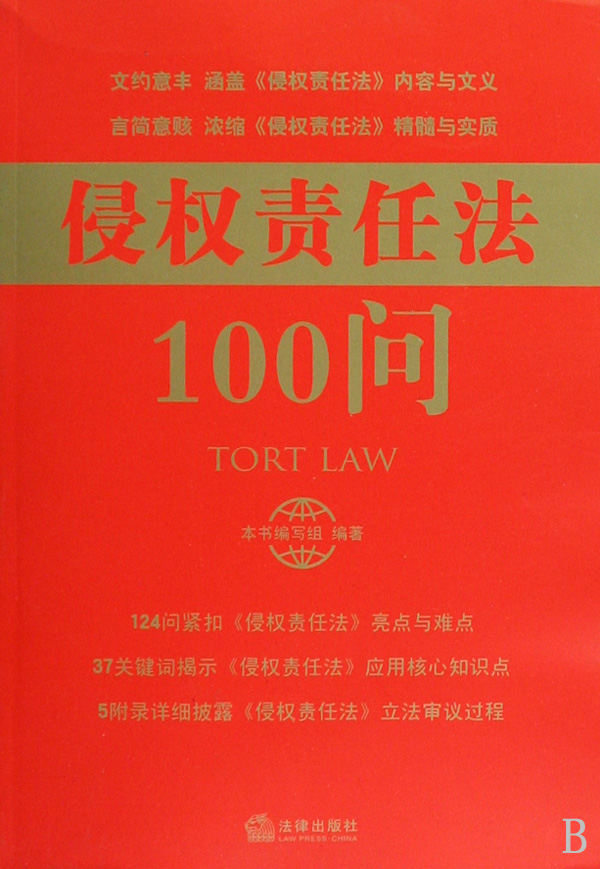 文约意丰 涵盖《侵权责任法》内容与文义
言简意赅 浓缩《侵权责任法》精髓与实质
侵权责任法
100问
TORT LAW
本书编写组 编著
124问紧扣《侵权责任法》亮点与难点
37关键词揭示《侵权责任法》应用核心知识点
5附录详细披露《侵权责任法》立法审议过程
法律出版社
LAW PRESS·CHINA
B